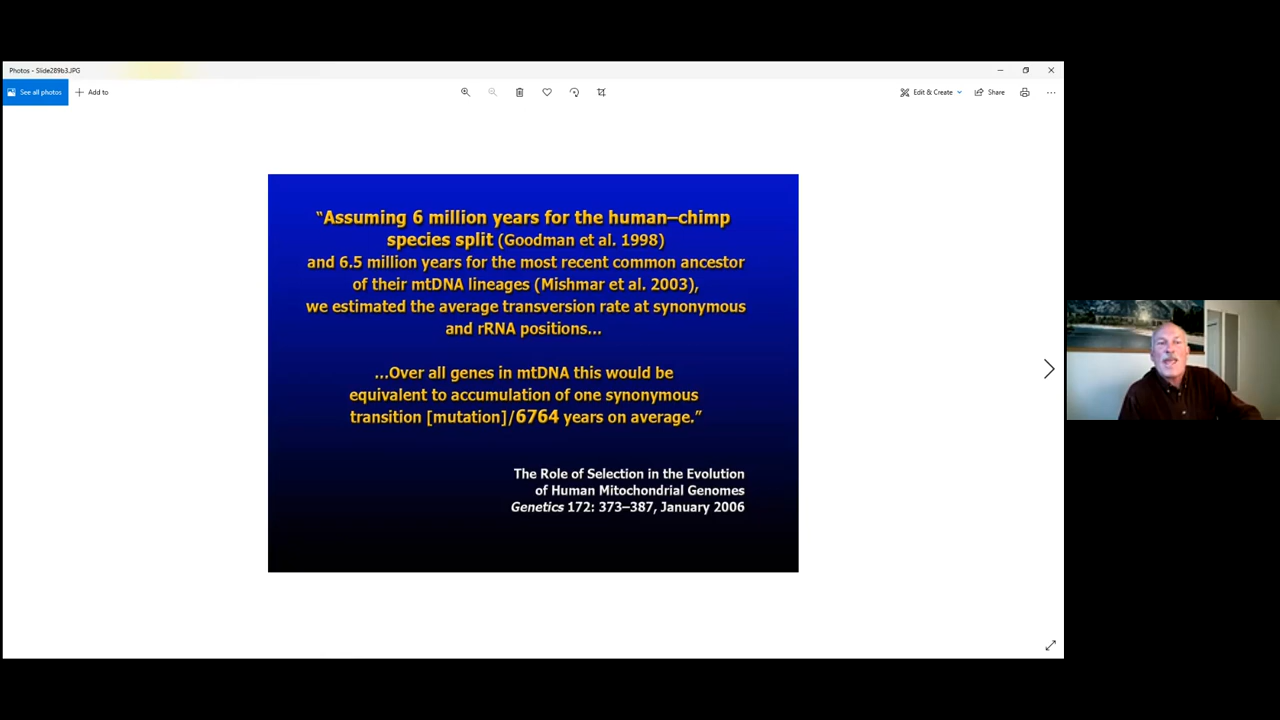 Photos - Slide289b3.JPG
See all photos
Add to
Edit & Create
Share
“Assuming 6 million years for the human–chimp
species split (Goodman et al. 1998)
and 6.5 million years for the most recent common ancestor
of their mtDNA lineages (Mishmar et al. 2003),
we estimated the average transversion rate at synonymous
and rRNA positions...
...Over all genes in mtDNA this would be
equivalent to accumulation of one synonymous
transition [mutation]/6764 years on average.”
The Role of Selection in the Evolution
of Human Mitochondrial Genomes
Genetics 172: 373–387, January 2006